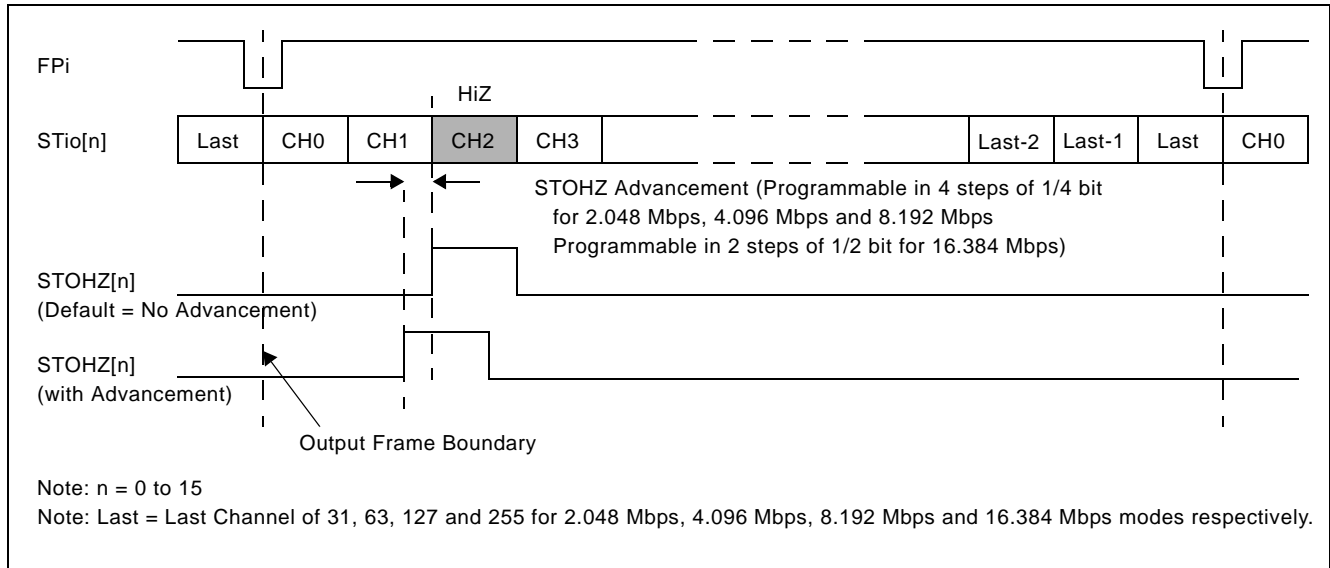 FPi
HiZ
STio[n]
Last
CH0
CH1
CH2
CH3
Last-2
Last-1
Last
CH0
STOHZ Advancement (Programmable in 4 steps of 1/4 bit
for 2.048 Mbps, 4.096 Mbps and 8.192 Mbps
Programmable in 2 steps of 1/2 bit for 16.384 Mbps)
STOHZ[n]
(Default = No Advancement)
STOHZ[n]
(with Advancement)
Output Frame Boundary
Note: n = 0 to 15
Note: Last = Last Channel of 31, 63, 127 and 255 for 2.048 Mbps, 4.096 Mbps, 8.192 Mbps and 16.384 Mbps modes respectively.